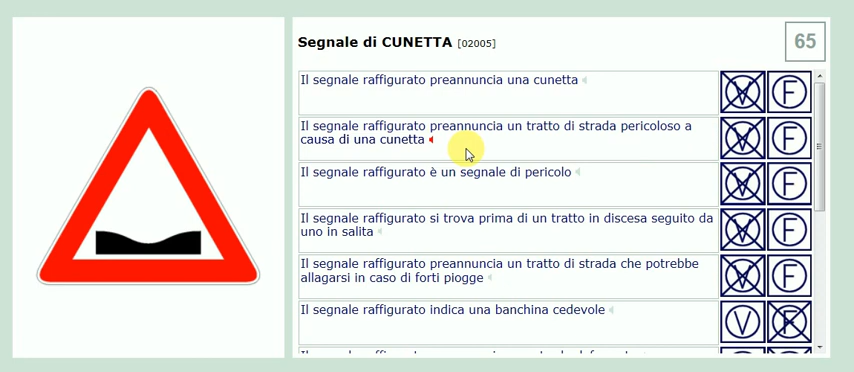 Segnale di CUNETTA [02005]
65
Il segnale raffigurato preannuncia una cunetta
V F
Il segnale raffigurato preannuncia un tratto di strada pericoloso a
causa di una cunetta
V F
Il segnale raffigurato è un segnale di pericolo
V F
Il segnale raffigurato si trova prima di un tratto in discesa seguito da
uno in salita
V F
Il segnale raffigurato preannuncia un tratto di strada che potrebbe
allagarsi in caso di forti piogge
V F
Il segnale raffigurato indica una banchina cedevole
V F